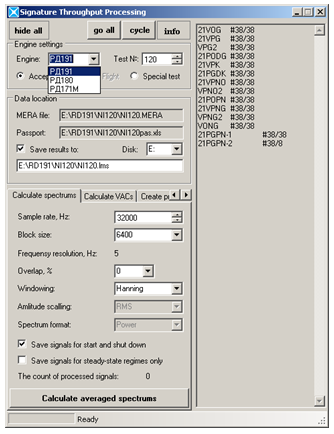 Signature Throughput Processing
hide all go all cycle info
Engine settings
Engine: РД191 Test №: 120
РД191
РД180
РД171М
Flight Special test
Data location
MERA file: E:\RD191\NI120\NI120.MERA
Passport: E:\RD191\NI120\NI120pas.xls
Save results to: Disk: E:
E:\RD191\NI120\NI120.lms
Calculate spectrums Calculate VACs Create
Sample rate, Hz: 32000
Block size: 6400
Frequency resolution, Hz: 5
Overlap, % 0
Windowing: Hanning
Amlitude scalling: RMS
Spectrum format: Power
Save signals for start and shut down
Save signals for steady-state regimes only
The count of processed signals: 0
Calculate averaged spectrums
Ready
21VOG #38/38
21VPG #38/38
VPG2 #38/38
21PODG #38/38
21VPK #38/38
21PGDK #38/38
21VPNO #38/38
VPNO2 #38/38
21POPN #38/38
21VPNG #38/38
VPNG2 #38/38
VONG #38/38
21PGPN-1 #38/38
21PGPN-2 #38/8